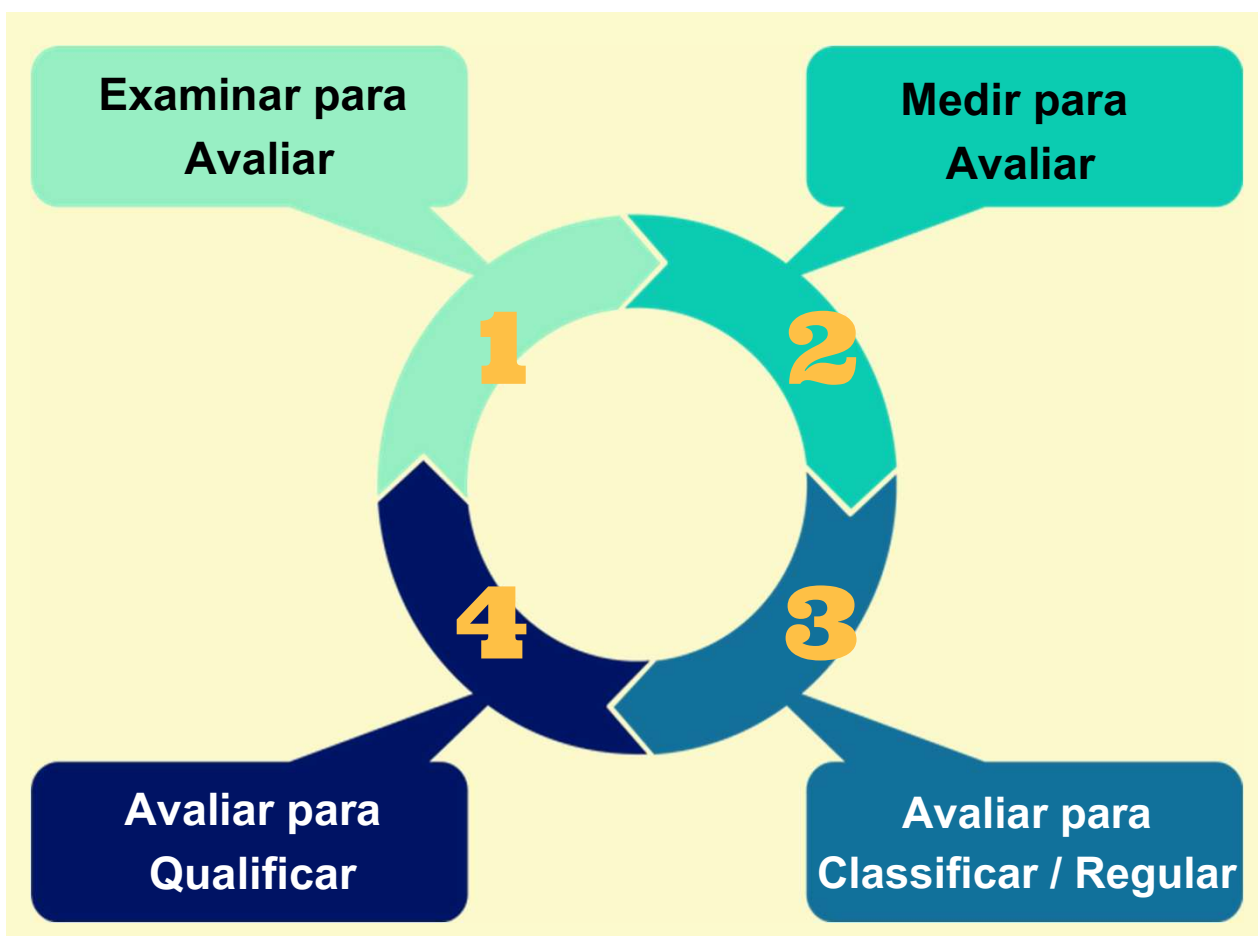 Examinar para
Avaliar
Medir para
Avaliar
1
2
4
3
Avaliar para
Qualificar
Avaliar para
Classificar / Regular